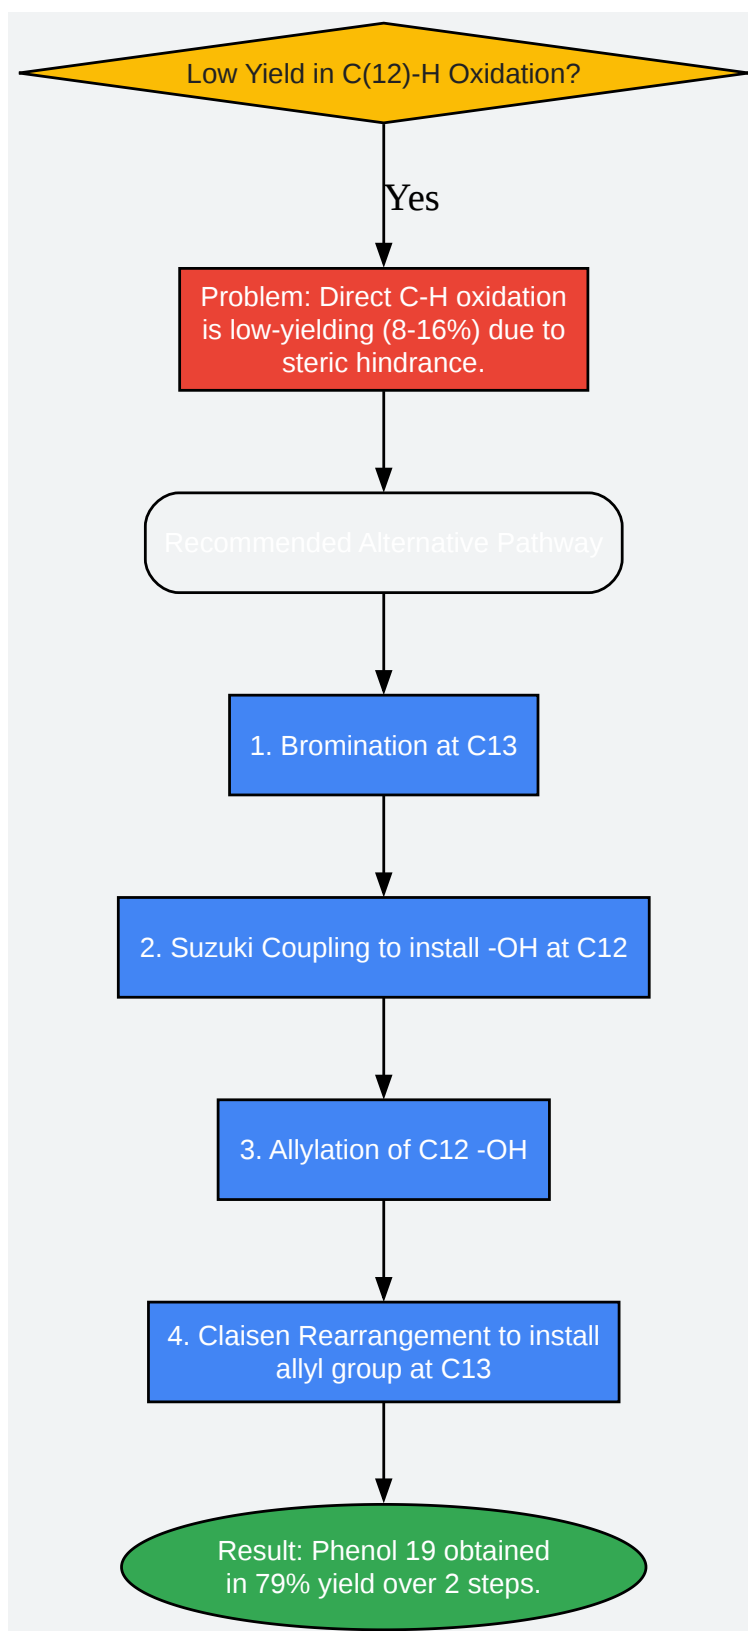 Low Yield in C(12)-H Oxidation?
Yes
Problem: Direct C-H oxidation
is low-yielding (8-16%) due to
steric hindrance.
Recommended Alternative Pathway
1. Bromination at C13
2. Suzuki Coupling to install -OH at C12
3. Allylation of C12 -OH
4. Claisen Rearrangement to install
allyl group at C13
Result: Phenol 19 obtained
in 79% yield over 2 steps.